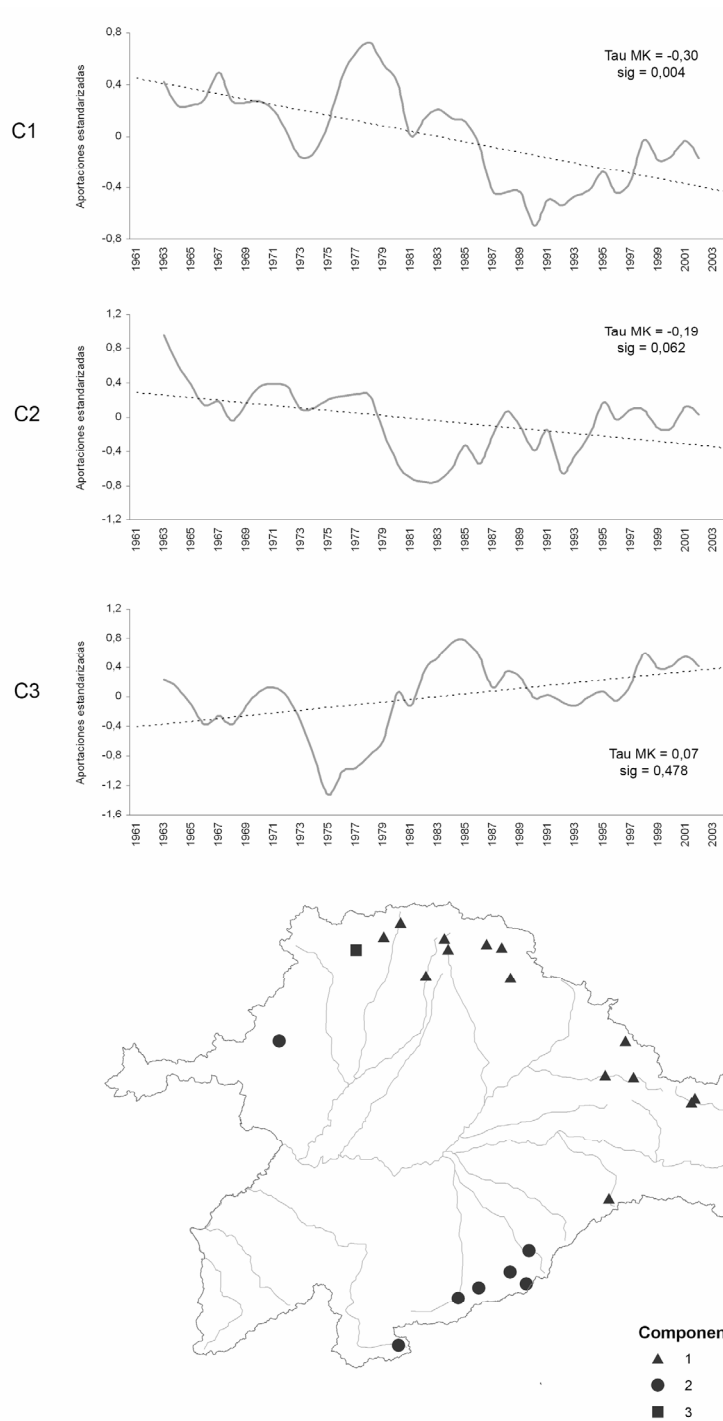 C1
Aportacones estandarizadas
0,8
0,4
0
-0,4
-0,8
Tau MK = -0,30
sig = 0,004
1961 1963 1965 1967 1969 1971 1973 1975 1977 1979 1981 1983 1985 1987 1989 1991 1993 1995 1997 1999 2001 2003
C2
Aportaciones estandarizadas
1,2
0,8
0,4
0
-0,4
-0,8
-1,2
Tau MK = -0,19
sig = 0,062
1961 1963 1965 1967 1969 1971 1973 1975 1977 1979 1981 1983 1985 1987 1989 1991 1993 1995 1997 1999 2001 2003
C3
Aportaciones estandarizadas
1,2
0,8
0,4
0
-0,4
-0,8
-1,2
-1,6
Tau MK = 0,07
sig = 0,478
1961 1963 1965 1967 1969 1971 1973 1975 1977 1979 1981 1983 1985 1987 1989 1991 1993 1995 1997 1999 2001 2003
Componen
1
2
3